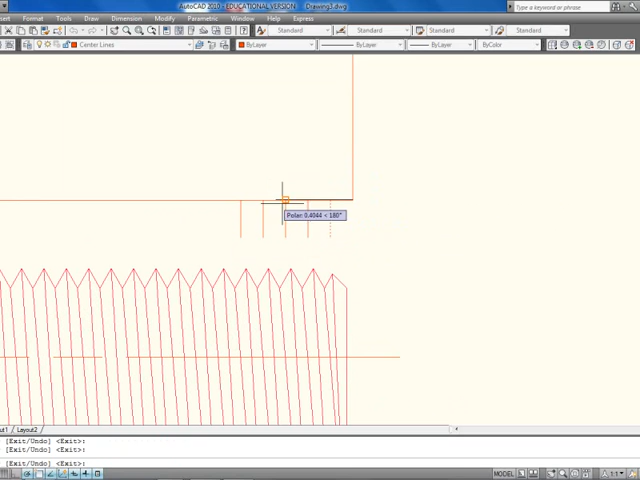 AutoCAD 2010 - EDUCATIONAL VERSION Drawing3.dwg
Type a keyword or phrase
Format Tools Draw Dimension Modify Parametric Window Help Express
Standard Standard Standard Standard
Center Lines ByLayer ByLayer ByLayer ByColor
Polar: 0.4044 < 180°
Layout2
[Exit/Undo] <Exit>:
[Exit/Undo] <Exit>:
[Exit/Undo] <Exit>:
MODEL 1:1